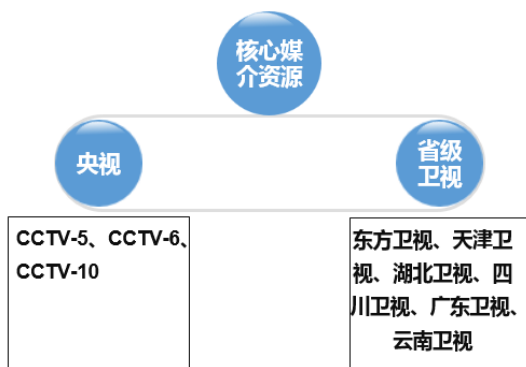 核心媒
介资源
央视
省级
卫视
CCTV-5、CCTV-6、
CCTV-10
东方卫视、天津卫
视、湖北卫视、四
川卫视、广东卫视、
云南卫视